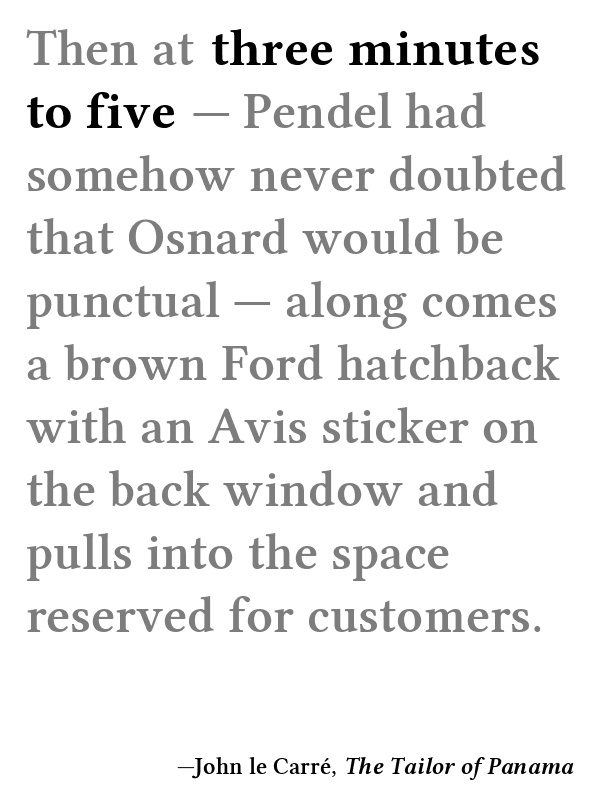 Then at three minutes
to five — Pendel had
somehow never doubted
that Osnard would be
punctual — along comes
a brown Ford hatchback
with an Avis sticker on
the back window and
pulls into the space
reserved for customers.
—John le Carré, The Tailor of Panama